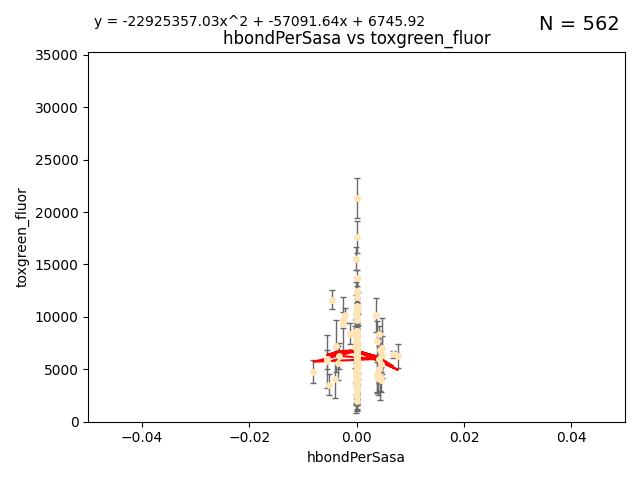 y = -22925357.03x^2 + -57091.64x + 6745.92
N = 562
hbondPerSasa vs toxgreen_fluor
35000
30000
25000
20000
15000
10000
5000
0
toxgreen_fluor
−0.04
−0.02
0.00
0.02
0.04
hbondPerSasa